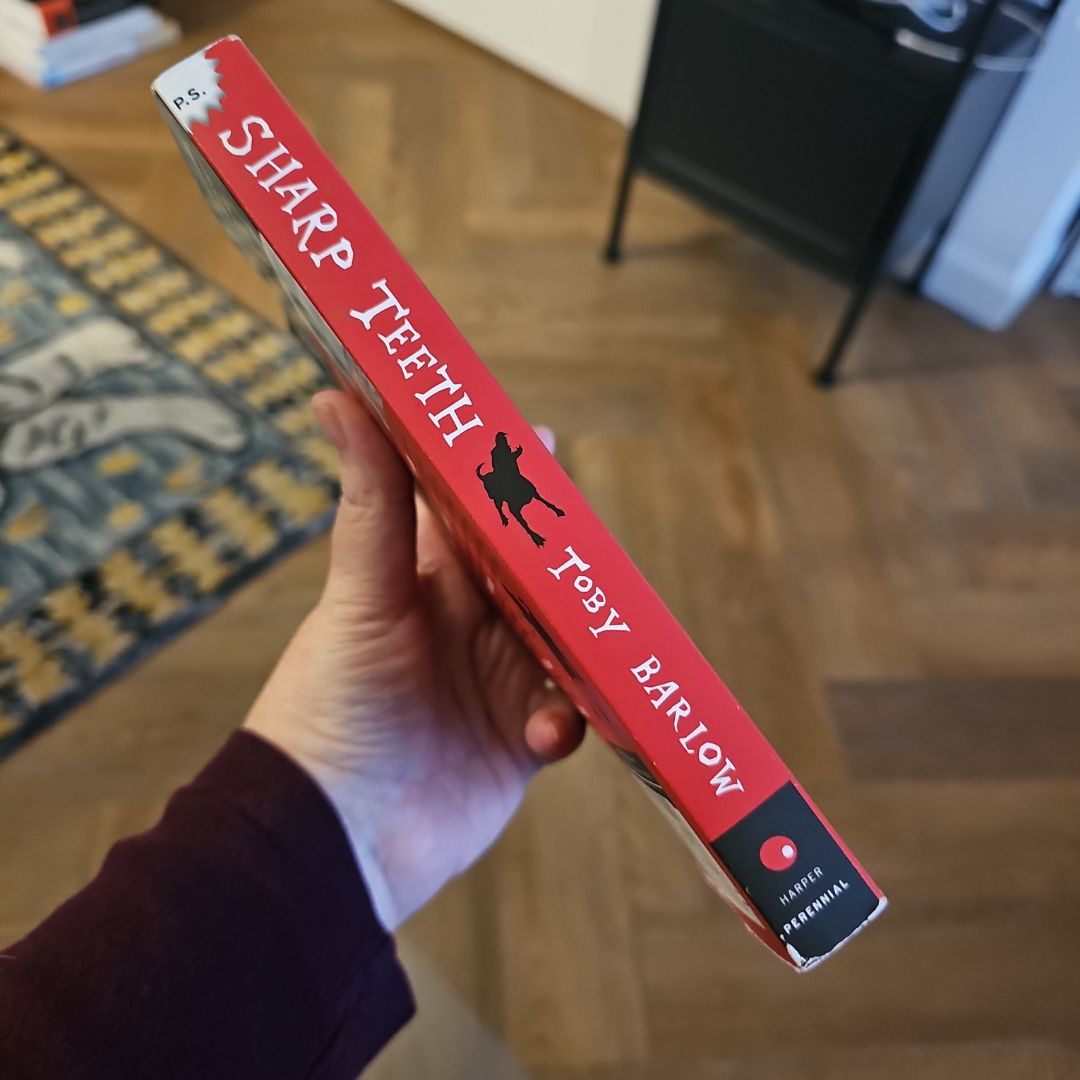 P.S.
SHARP TEETH
TOBY BARLOW
HARPER
PERENNIAL